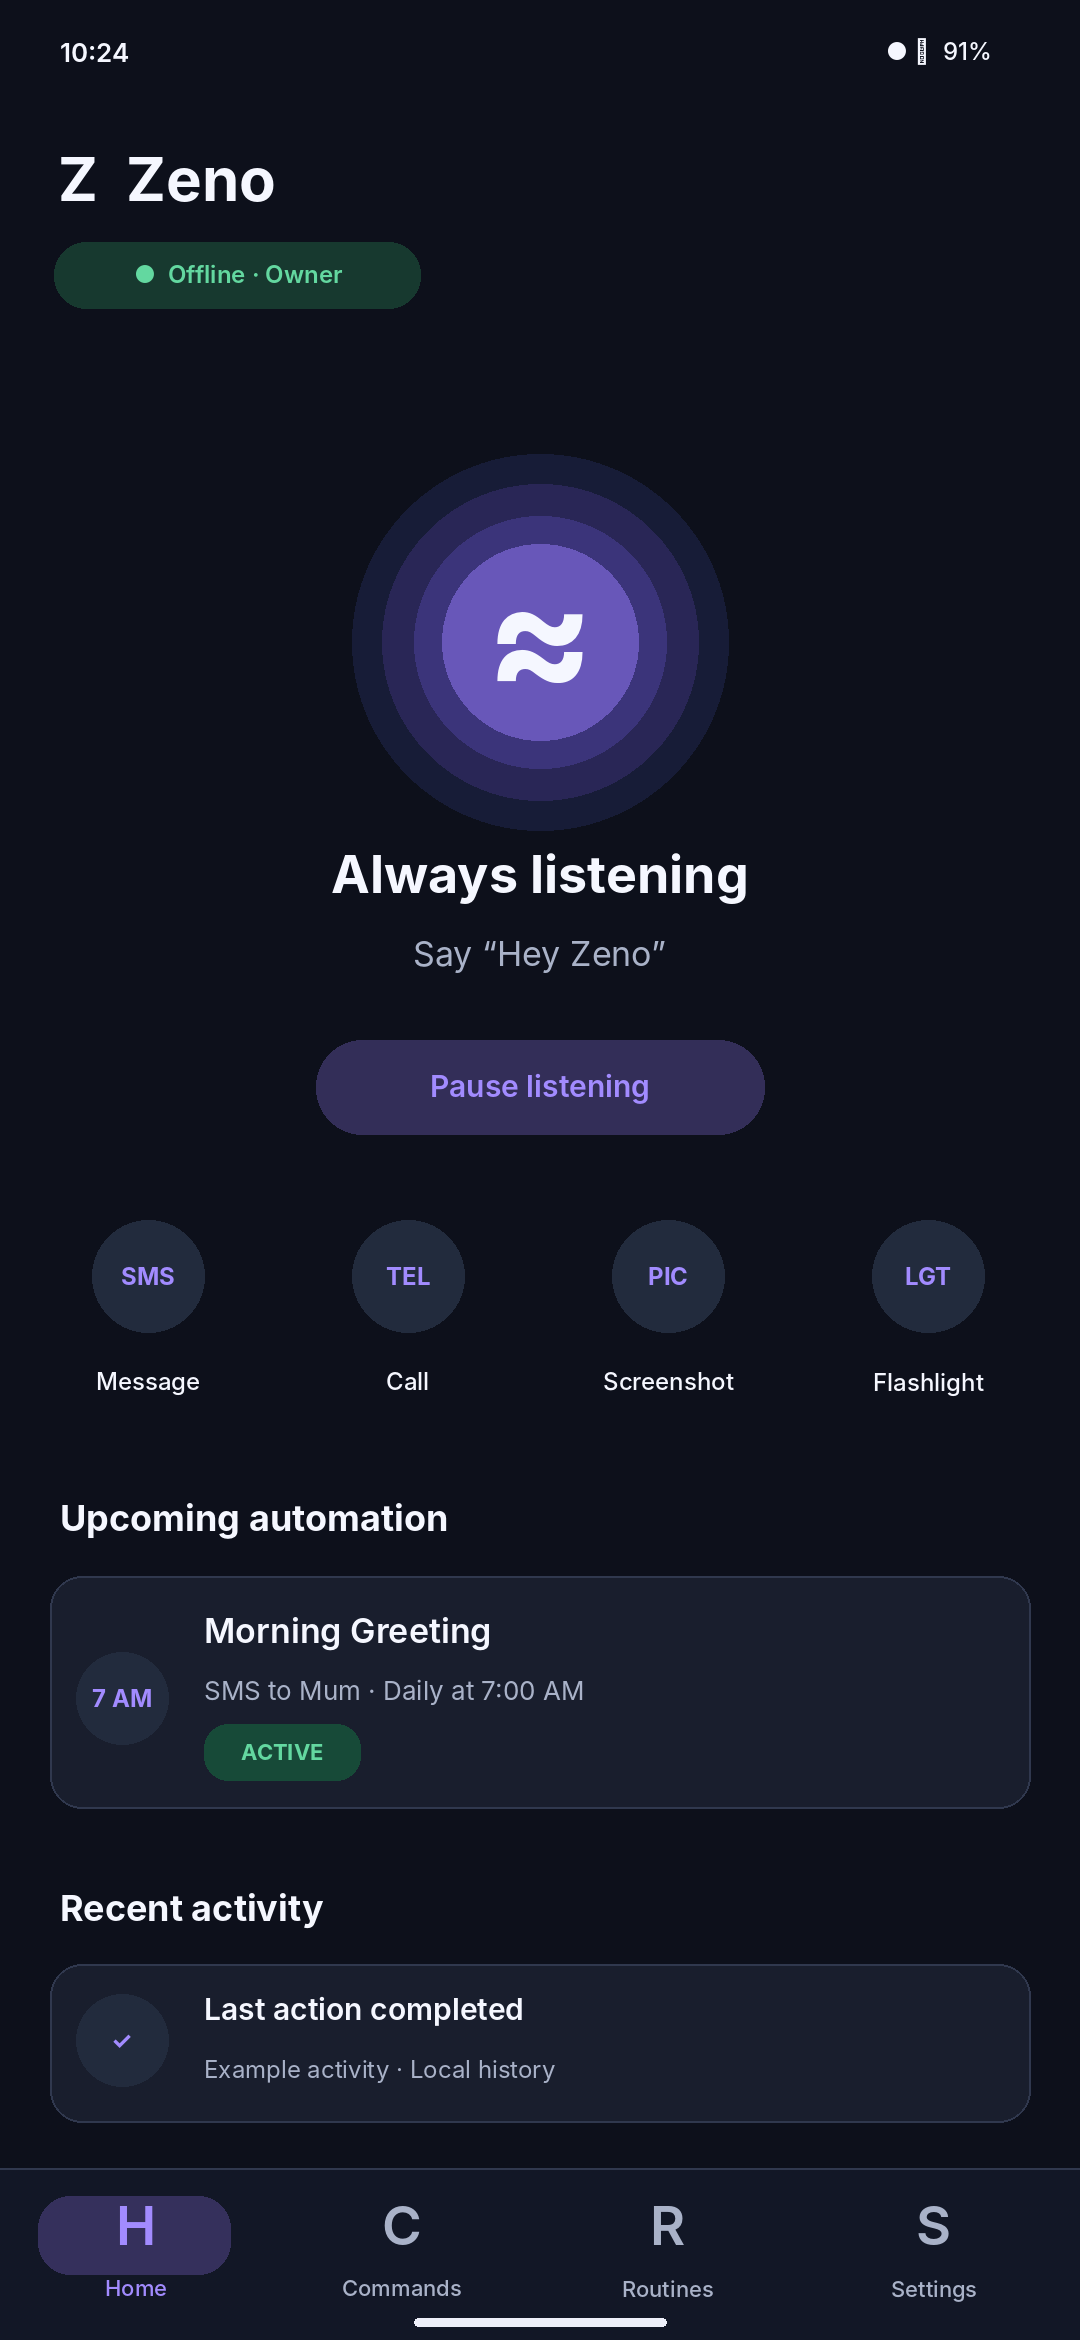 10:24
91%
Z Zeno
Offline · Owner
≈
Always listening
Say “Hey Zeno”
Pause listening
SMS TEL PIC LGT
Message Call Screenshot Flashlight
Upcoming automation
Morning Greeting
7 AM
SMS to Mum · Daily at 7:00 AM
ACTIVE
Recent activity
Last action completed
✓
Example activity · Local history
H C R S
Home Commands Routines Settings